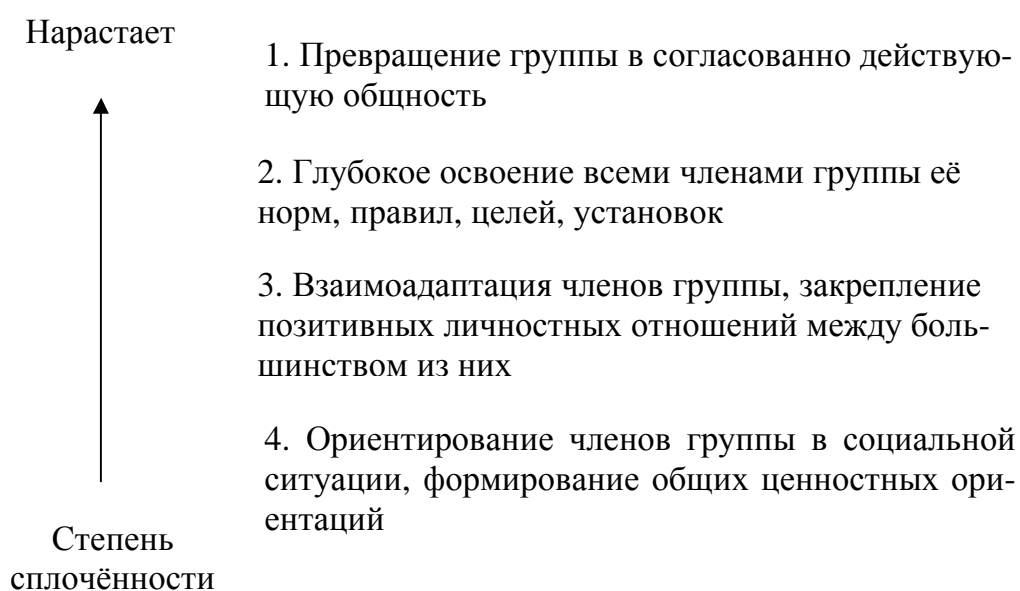 Нарастает
1. Превращение группы в согласованно действую-
щую общность
2. Глубокое освоение всеми членами группы её
норм, правил, целей, установок
3. Взаимоадаптация членов группы, закрепление
позитивных личностных отношений между боль-
шинством из них
4. Ориентирование членов группы в социальной
ситуации, формирование общих ценностных ори-
ентаций
Степень
сплочённости